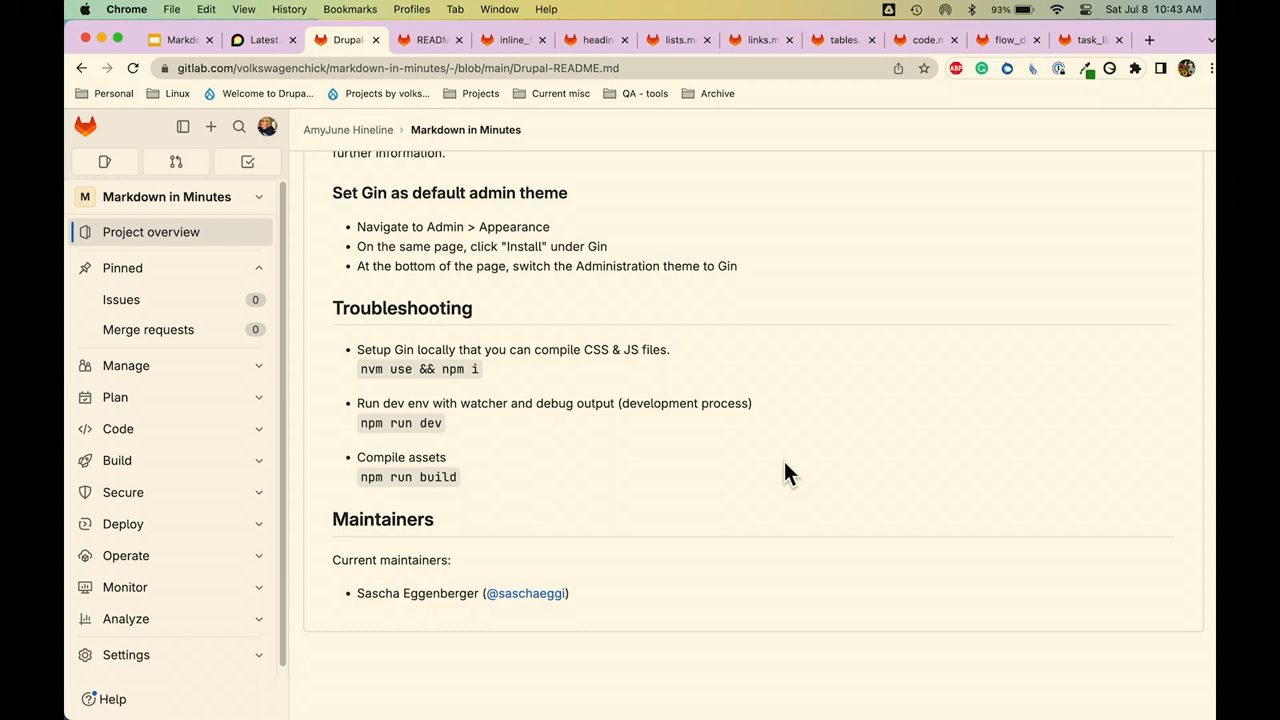 Chrome File Edit View History Bookmarks Profiles Tab Window Help 93% Sat Jul 8 10:43 AM
Markdo Latest Drupal README inline_ headin lists.m links.m tables. code.m flow_d task_li
gitlab.com/volkswagenchick/markdown-in-minutes/-/blob/main/Drupal-README.md
Personal Linux Welcome to Drupa... Projects by volks... Projects Current misc QA - tools Archive
AmyJune Hineline › Markdown in Minutes
further information.
M Markdown in Minutes
Project overview
Pinned
Issues 0
Merge requests 0
Manage
Plan
Code
Build
Secure
Deploy
Operate
Monitor
Analyze
Settings
Help
Set Gin as default admin theme
• Navigate to Admin > Appearance
• On the same page, click "Install" under Gin
• At the bottom of the page, switch the Administration theme to Gin
Troubleshooting
• Setup Gin locally that you can compile CSS & JS files.
nvm use && npm i
• Run dev env with watcher and debug output (development process)
npm run dev
• Compile assets
npm run build
Maintainers
Current maintainers:
• Sascha Eggenberger (@saschaeggi)